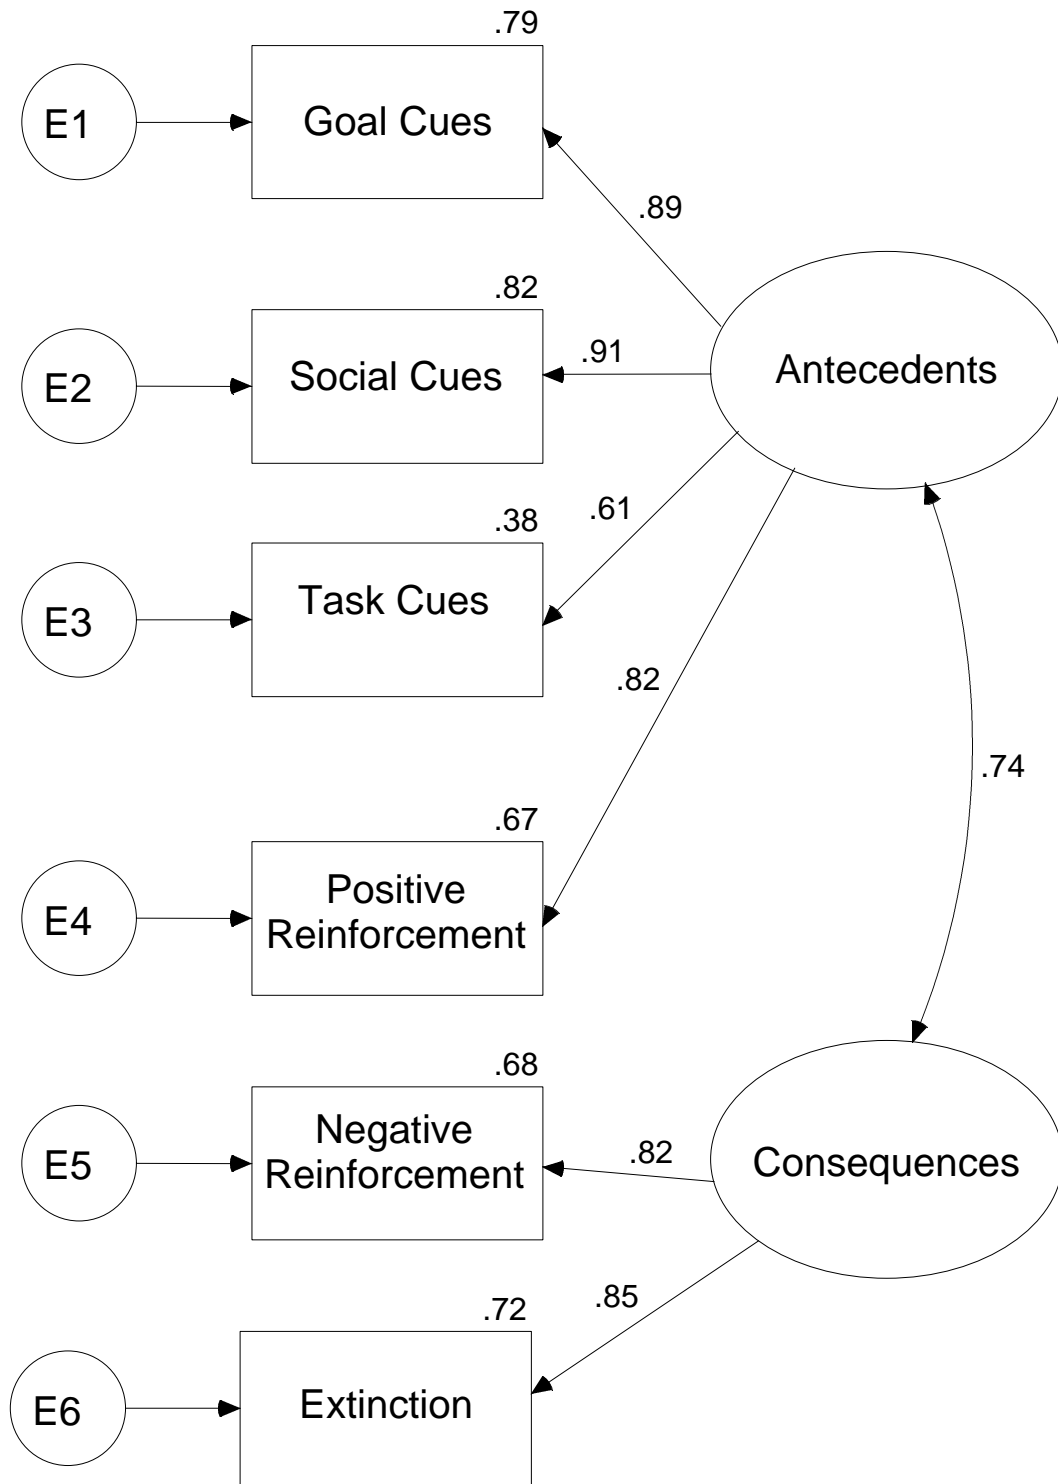 .79
E1
Goal Cues
.89
.82
E2
Social Cues
.91
Antecedents
.38
E3
Task Cues
.61
.82
.74
.67
E4
Positive
Reinforcement
.68
E5
Negative
Reinforcement
.82
Consequences
.72
E6
Extinction
.85